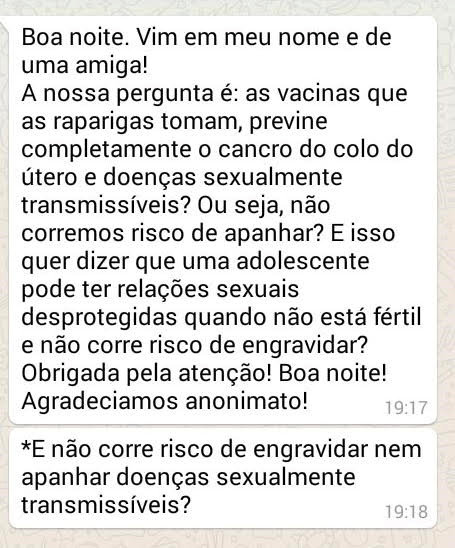 Boa noite. Vim em meu nome e de
uma amiga!
A nossa pergunta é: as vacinas que
as raparigas tomam, previne
completamente o cancro do colo do
útero e doenças sexualmente
transmissíveis? Ou seja, não
corremos risco de apanhar? E isso
quer dizer que uma adolescente
pode ter relações sexuais
desprotegidas quando não está fértil
e não corre risco de engravidar?
Obrigada pela atenção! Boa noite!
Agradeciamos anonimato!
19:17
*E não corre risco de engravidar nem
apanhar doenças sexualmente
transmissíveis?
19:18